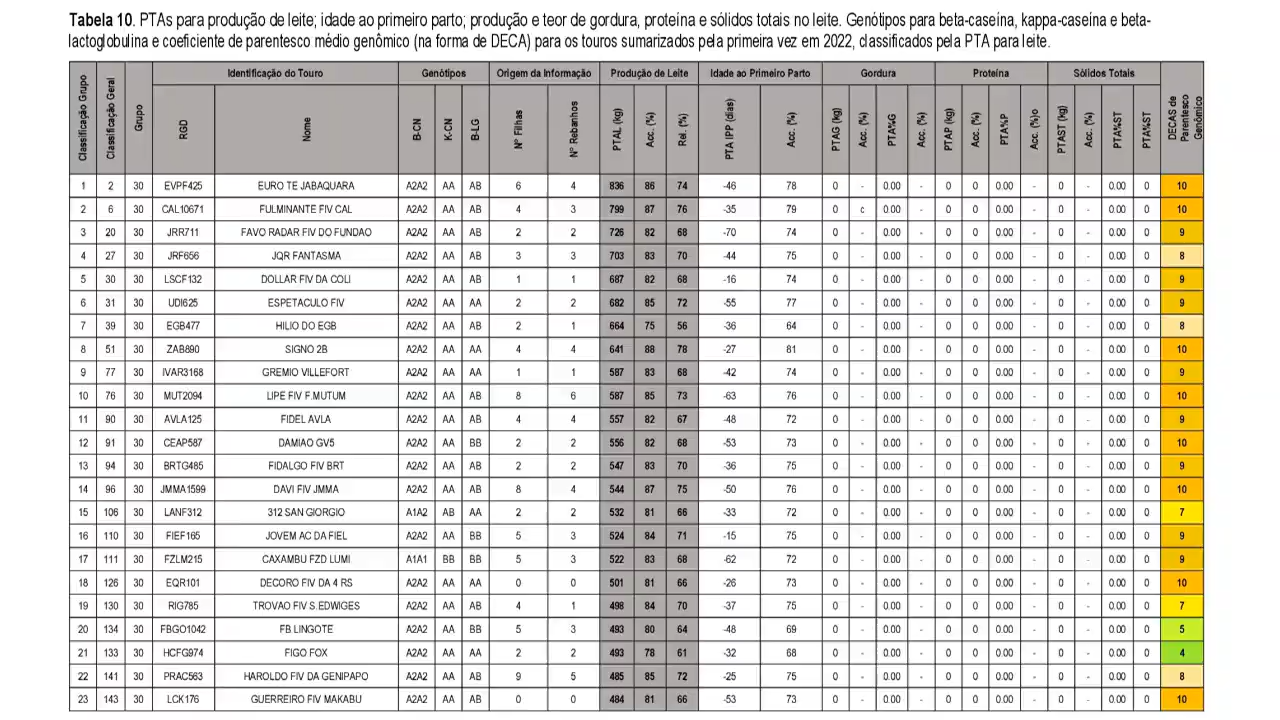 Tabela 10. PTAs para produção de leite; idade ao primeiro parto; produção e teor de gordura, proteína e sólidos totais no leite. Genótipos para beta-caseína, kappa-caseína e beta-
lactoglobulina e coeficiente de parentesco médio genômico (na forma de DECA) para os touros sumarizados pela primeira vez em 2022, classificados pela PTA para leite.
Classificação Grupo Classificação Geral Grupo Identificação do Touro Genótipos Origem da Informação Produção de Leite Idade ao Primeiro Parto Gordura Proteína Sólidos Totais DECAS de Parentesco Genômico
RGD Nome B-CN K-CN B-LG Nº Filhas Nº Rebanhos PTAL (kg) Acc. (%) Rel. (%) PTA IPP (dias) Acc. (%) PTAG (kg) Acc. (%) PTA%G Acc. (%) PTAP (kg) Acc. (%) PTA%P Acc. (%)o PTAST (kg) Acc. (%) PTA%ST PTA%ST
1 2 30 EVPF425 EURO TE JABAQUARA A2A2 AA AB 6 4 836 86 74 -46 78 0 - 0.00 - 0 0 0.00 - 0 - 0.00 0 10
2 6 30 CAL10671 FULMINANTE FIV CAL A2A2 AA AB 4 3 799 87 76 -35 79 0 c 0.00 - 0 0 0.00 - 0 - 0.00 0 10
3 20 30 JRR711 FAVO RADAR FIV DO FUNDAO A2A2 AA AB 2 2 726 82 68 -70 74 0 - 0.00 - 0 0 0.00 - 0 - 0.00 0 9
4 27 30 JRF656 JQR FANTASMA A2A2 AA AB 3 3 703 83 70 -44 75 0 - 0.00 - 0 0 0.00 - 0 - 0.00 0 8
5 30 30 LSCF132 DOLLAR FIV DA COLI A2A2 AA AB 1 1 687 82 68 -16 74 0 - 0.00 - 0 0 0.00 - 0 - 0.00 0 9
6 31 30 UDI625 ESPETACULO FIV A2A2 AA AA 2 2 682 85 72 -55 77 0 - 0.00 - 0 0 0.00 - 0 - 0.00 0 9
7 39 30 EGB477 HILIO DO EGB A2A2 AA AB 2 1 664 75 56 -36 64 0 - 0.00 - 0 0 0.00 - 0 - 0.00 0 8
8 51 30 ZAB890 SIGNO 2B A2A2 AA AA 4 4 641 88 78 -27 81 0 - 0.00 - 0 0 0.00 - 0 - 0.00 0 10
9 77 30 IVAR3168 GREMIO VILLEFORT A2A2 AA AA 1 1 587 83 68 -42 74 0 - 0.00 - 0 0 0.00 - 0 - 0.00 0 9
10 76 30 MUT2094 LIPE FIV F.MUTUM A2A2 AA AB 8 6 587 85 73 -63 76 0 - 0.00 - 0 0 0.00 - 0 - 0.00 0 10
11 90 30 AVLA125 FIDEL AVLA A2A2 AA AB 4 4 557 82 67 -48 72 0 - 0.00 - 0 0 0.00 - 0 - 0.00 0 9
12 91 30 CEAP587 DAMIAO GV5 A2A2 AA BB 2 2 556 82 68 -53 73 0 - 0.00 - 0 0 0.00 - 0 - 0.00 0 10
13 94 30 BRTG485 FIDALGO FIV BRT A2A2 AA AB 2 2 547 83 70 -36 75 0 - 0.00 - 0 0 0.00 - 0 - 0.00 0 9
14 96 30 JMMA1599 DAVI FIV JMMA A2A2 AA AB 8 4 544 87 75 -50 76 0 - 0.00 - 0 0 0.00 - 0 - 0.00 0 10
15 106 30 LANF312 312 SAN GIORGIO A1A2 AB AA 2 2 532 81 66 -33 72 0 - 0.00 - 0 0 0.00 - 0 - 0.00 0 7
16 110 30 FIEF165 JOVEM AC DA FIEL A2A2 AA BB 5 3 524 84 71 -15 75 0 - 0.00 - 0 0 0.00 - 0 - 0.00 0 9
17 111 30 FZLM215 CAXAMBU FZD LUMI A1A1 BB BB 5 3 522 83 68 -62 72 0 - 0.00 - 0 0 0.00 - 0 - 0.00 0 9
18 126 30 EQR101 DECORO FIV DA 4 RS A2A2 AA AA 0 0 501 81 66 -26 73 0 - 0.00 - 0 0 0.00 - 0 - 0.00 0 10
19 130 30 RIG785 TROVAO FIV S.EDWIGES A2A2 AA AB 4 1 498 84 70 -37 75 0 - 0.00 - 0 0 0.00 - 0 - 0.00 0 7
20 134 30 FBGO1042 FB LINGOTE A2A2 AA BB 5 3 493 80 64 -48 69 0 - 0.00 - 0 0 0.00 - 0 - 0.00 0 5
21 133 30 HCFG974 FIGO FOX A2A2 AA AB 2 2 493 78 61 -32 68 0 - 0.00 - 0 0 0.00 - 0 - 0.00 0 4
22 141 30 PRAC563 HAROLDO FIV DA GENIPAPO A2A2 AA AB 9 5 485 85 72 -25 75 0 - 0.00 - 0 0 0.00 - 0 - 0.00 0 8
23 143 30 LCK176 GUERREIRO FIV MAKABU A2A2 AA AB 0 0 484 81 66 -53 73 0 - 0.00 - 0 0 0.00 - 0 - 0.00 0 10